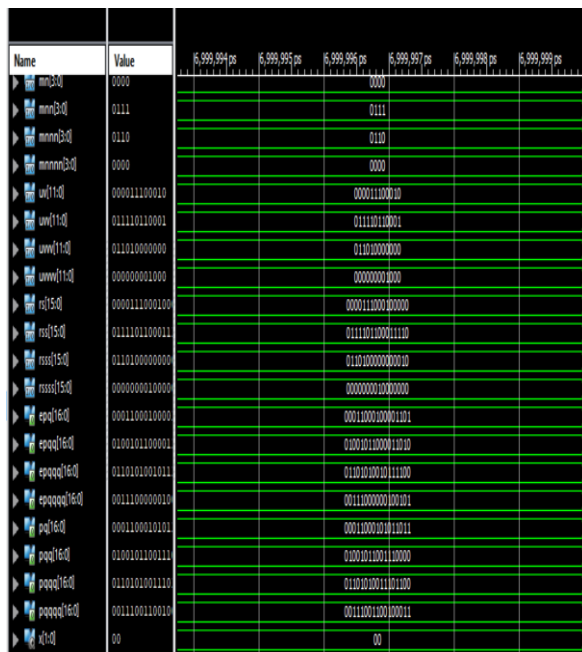 Name Value 6,999,994 ps 6,999,995 ps 6,999,996 ps 6,999,997 ps 6,999,998 ps 6,999,999 ps
mn[3:0] 0000 0000
mnn[3:0] 0111 0111
mnnn[3:0] 0110 0110
mnnnn[3:0] 0000 0000
uv[11:0] 000011100010 000011100010
uvv[11:0] 011110110001 011110110001
uvvv[11:0] 011010000000 011010000000
uvvvv[11:0] 000000001000 000000001000
rs[15:0] 0000111000100 0000111000100000
rss[15:0] 0111101100011 0111101100011110
rsss[15:0] 0110100000000 0110100000000010
rssss[15:0] 0000000010000 0000000010000000
epq[16:0] 0001100010000 00011000100001101
epqq[16:0] 0100101100001 01001011000011010
epqqq[16:0] 0110101001011 01101010010111100
epqqqq[16:0] 0011100000010 00111000000100101
pq[16:0] 0001100010101 00011000101011011
pqq[16:0] 0100101100111 01001011001110000
pqqq[16:0] 0110101001110 01101010011101100
pqqqq[16:0] 0011100110010 00111001100100011
x[1:0] 00 00